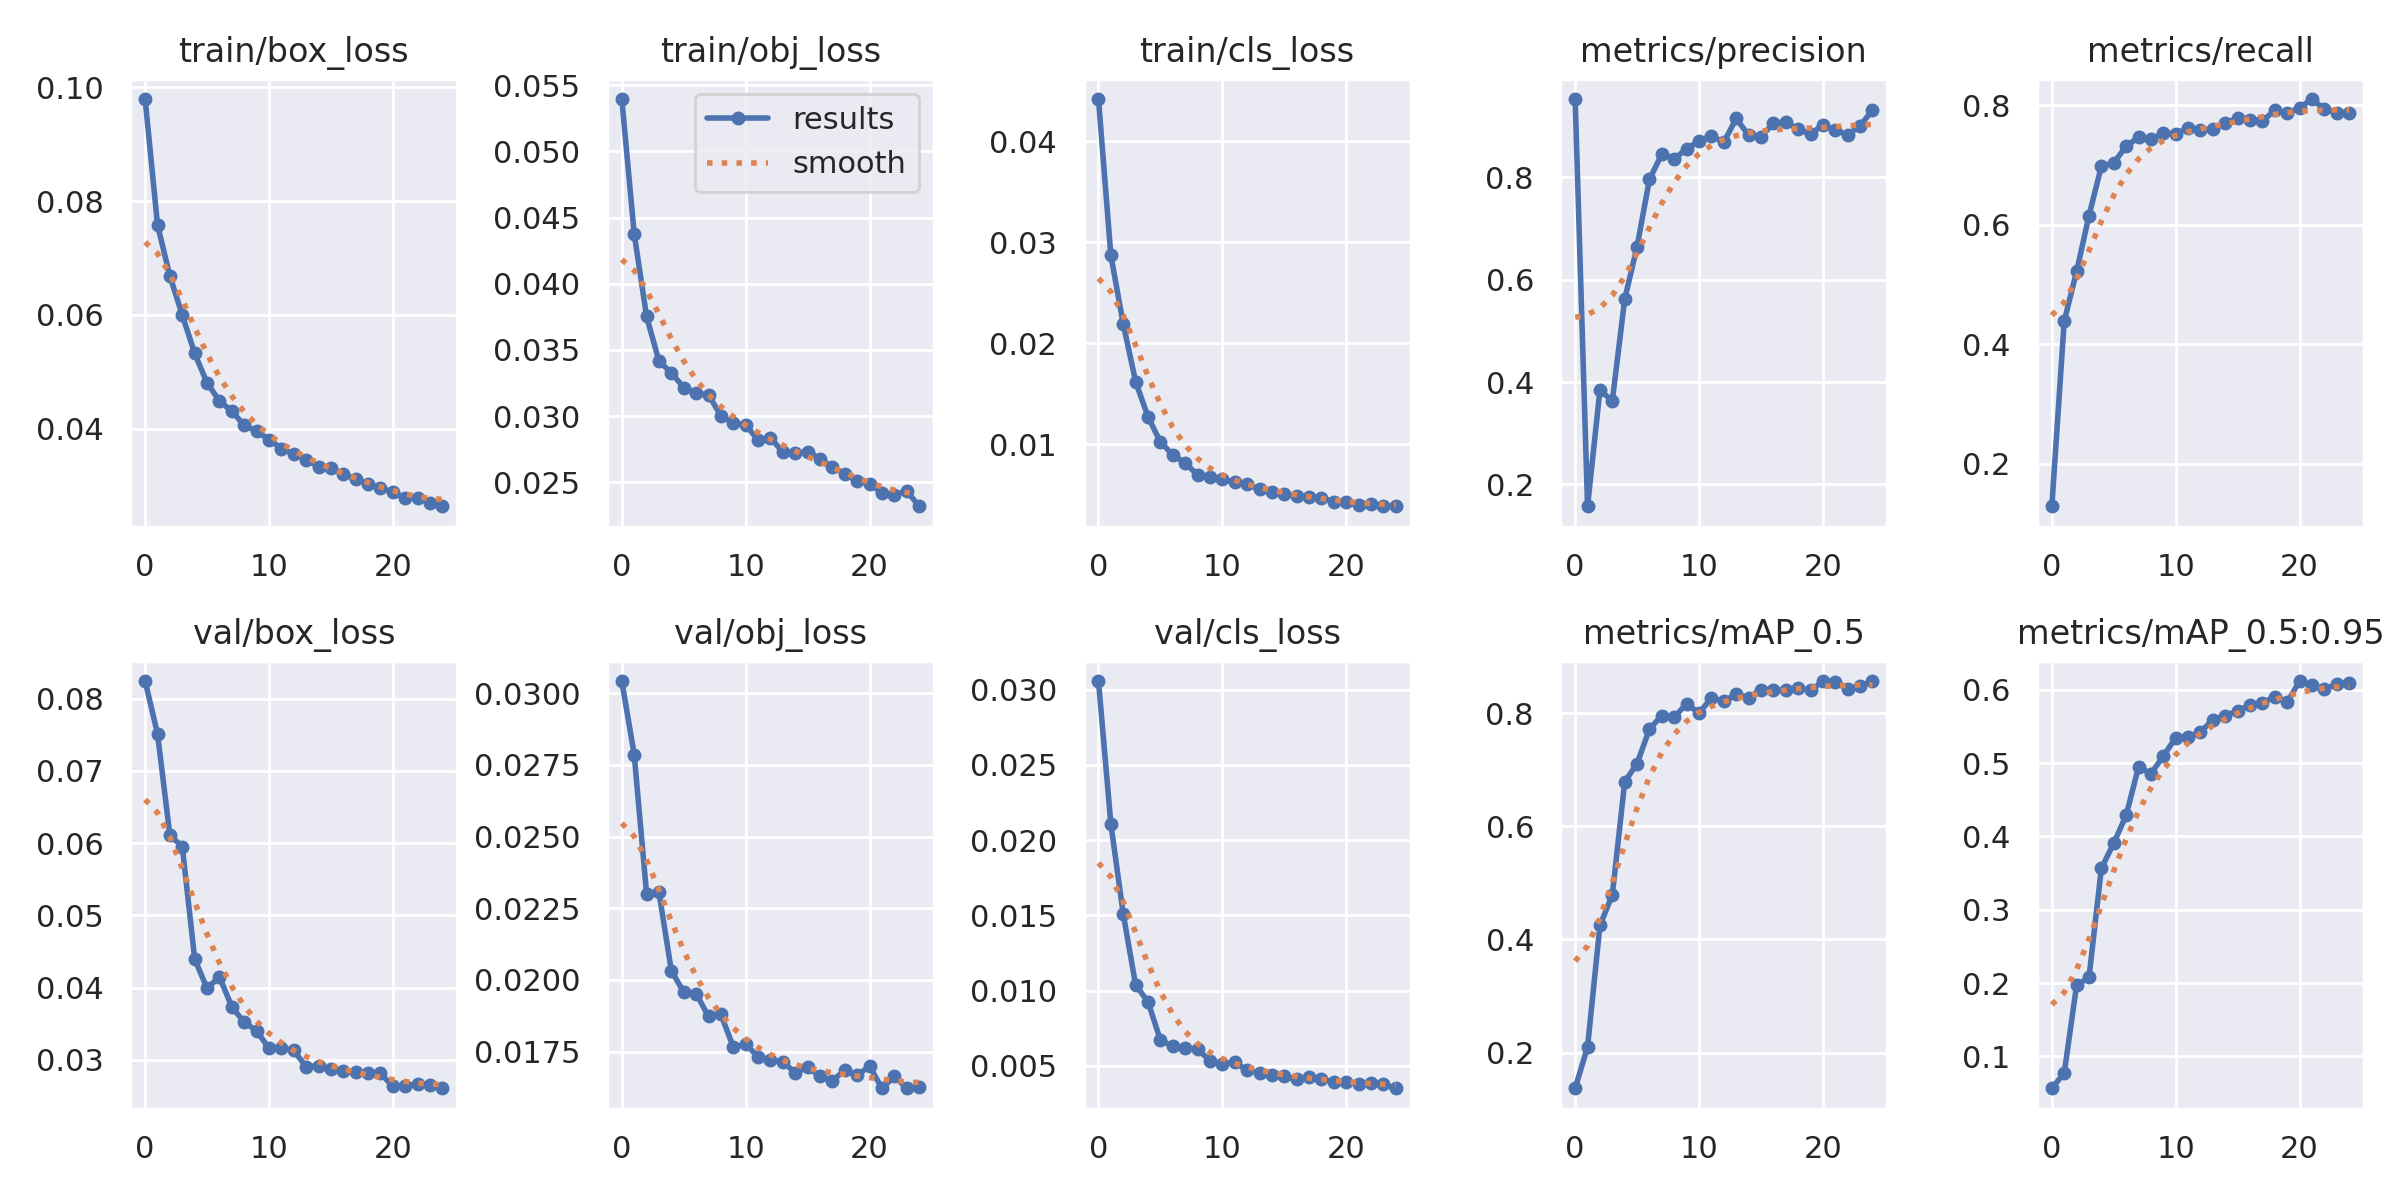 train/box_loss
0.10
0.08
0.06
0.04
0 10 20
train/obj_loss
0.055
0.050
0.045
0.040
0.035
0.030
0.025
0 10 20
results
smooth
train/cls_loss
0.04
0.03
0.02
0.01
0 10 20
metrics/precision
0.8
0.6
0.4
0.2
0 10 20
metrics/recall
0.8
0.6
0.4
0.2
0 10 20
val/box_loss
0.08
0.07
0.06
0.05
0.04
0.03
0 10 20
val/obj_loss
0.0300
0.0275
0.0250
0.0225
0.0200
0.0175
0 10 20
val/cls_loss
0.030
0.025
0.020
0.015
0.010
0.005
0 10 20
metrics/mAP_0.5
0.8
0.6
0.4
0.2
0 10 20
metrics/mAP_0.5:0.95
0.6
0.5
0.4
0.3
0.2
0.1
0 10 20